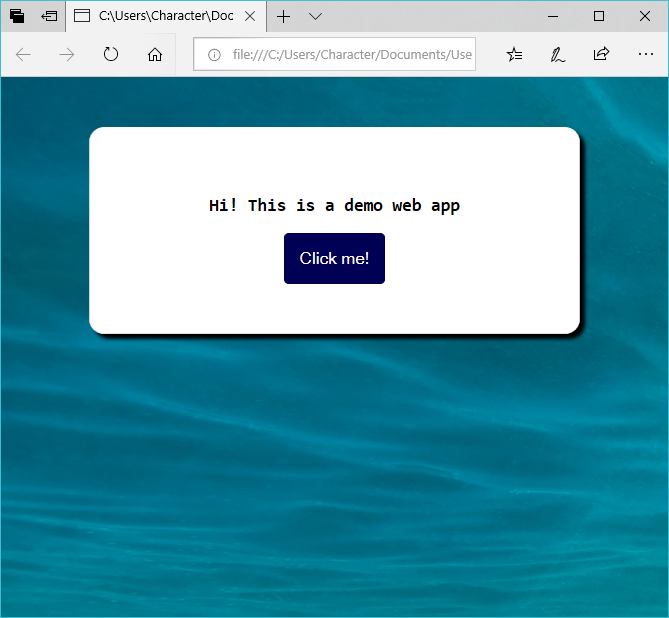 C:\Users\Character\Doc
file:///C:/Users/Character/Documents/Use
Hi! This is a demo web app
Click me!